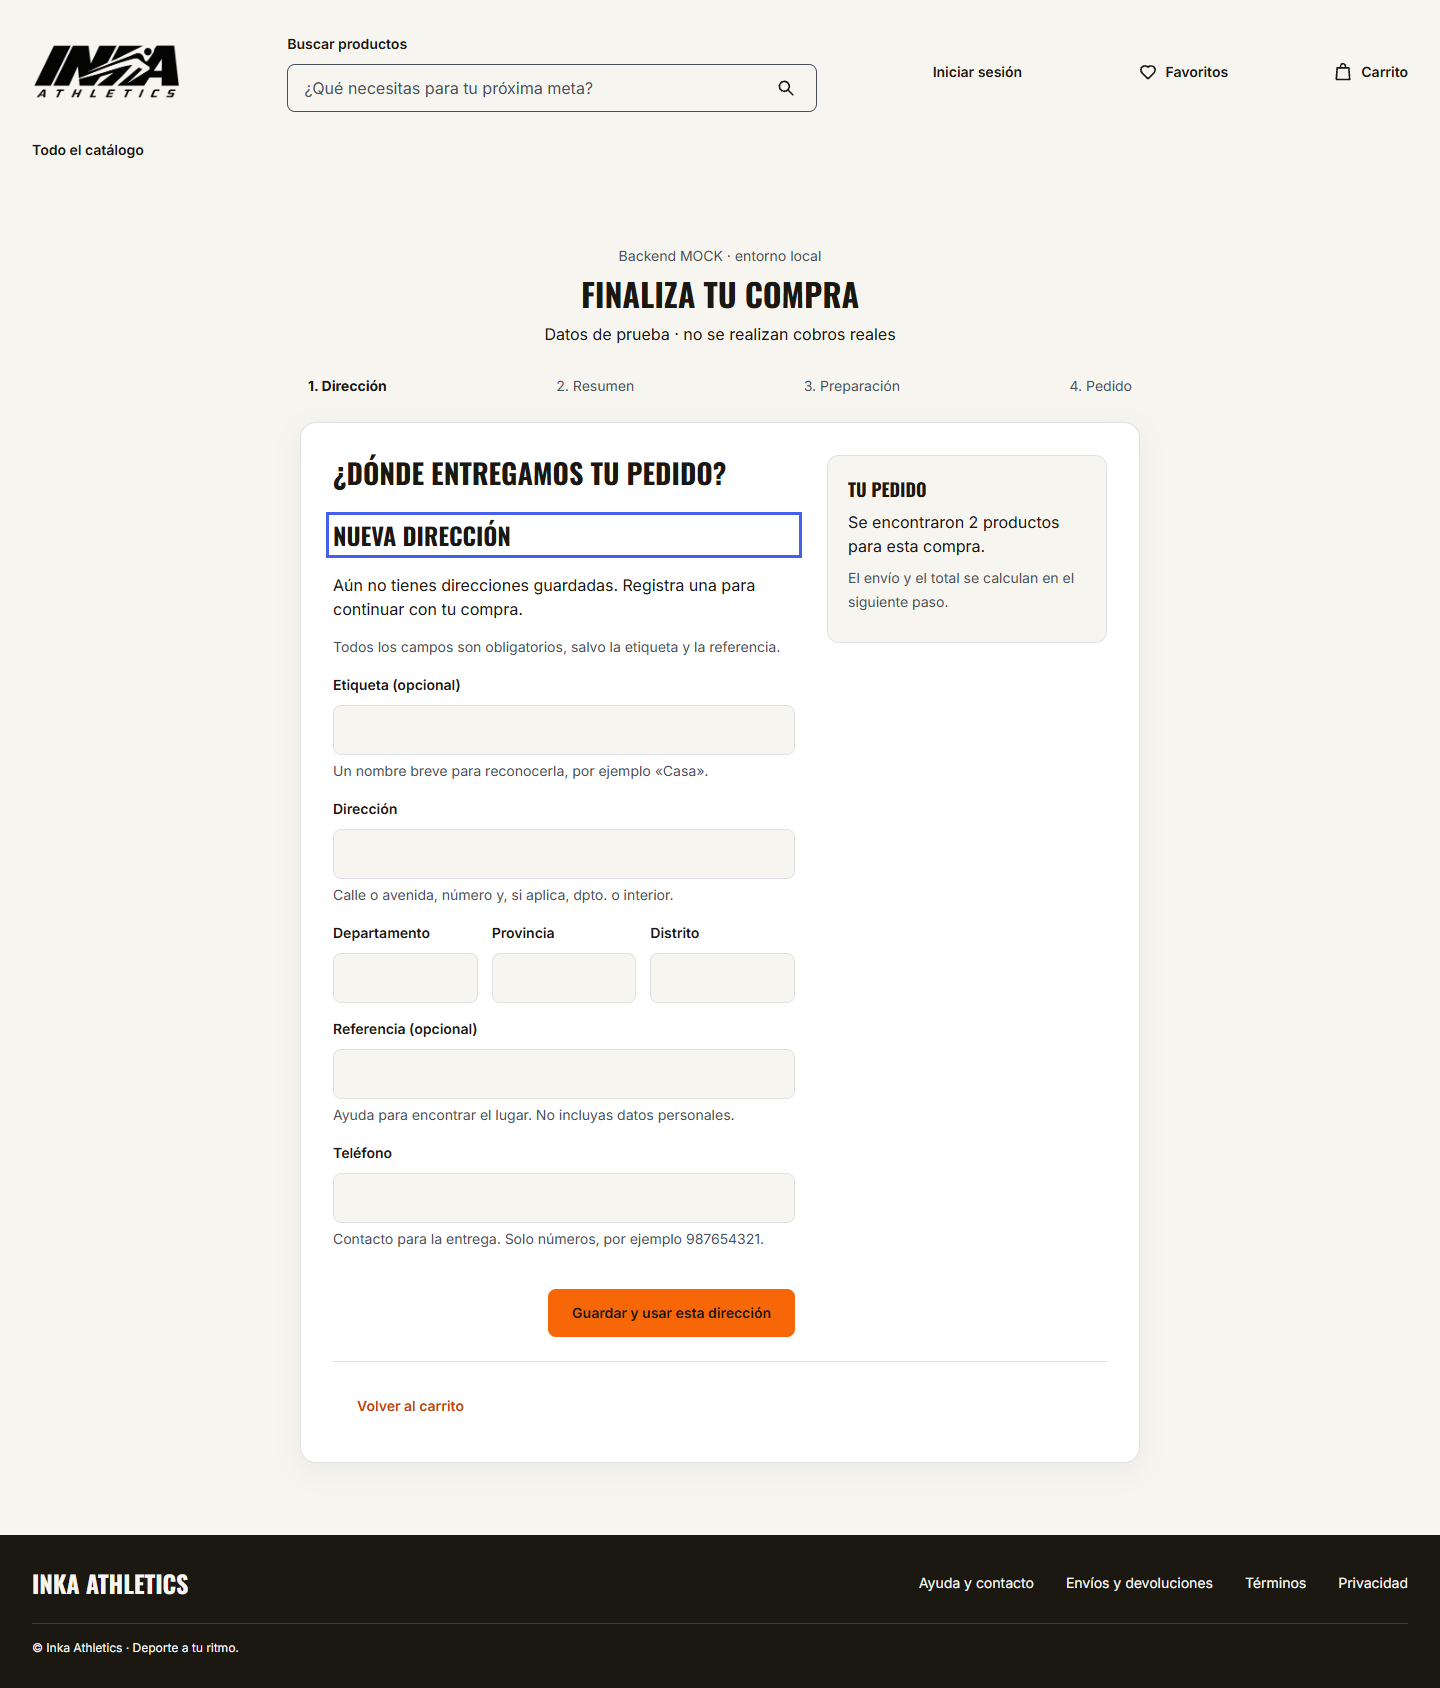 INKA
ATHLETICS
Buscar productos
¿Qué necesitas para tu próxima meta?
Iniciar sesión
Favoritos
Carrito
Todo el catálogo
Backend MOCK · entorno local
FINALIZA TU COMPRA
Datos de prueba · no se realizan cobros reales
1. Dirección
2. Resumen
3. Preparación
4. Pedido
¿DÓNDE ENTREGAMOS TU PEDIDO?
NUEVA DIRECCIÓN
Aún no tienes direcciones guardadas. Registra una para
continuar con tu compra.
Todos los campos son obligatorios, salvo la etiqueta y la referencia.
Etiqueta (opcional)
Un nombre breve para reconocerla, por ejemplo «Casa».
Dirección
Calle o avenida, número y, si aplica, dpto. o interior.
Departamento
Provincia
Distrito
Referencia (opcional)
Ayuda para encontrar el lugar. No incluyas datos personales.
Teléfono
Contacto para la entrega. Solo números, por ejemplo 987654321.
Guardar y usar esta dirección
TU PEDIDO
Se encontraron 2 productos
para esta compra.
El envío y el total se calculan en el
siguiente paso.
Volver al carrito
INKA ATHLETICS
Ayuda y contacto
Envíos y devoluciones
Términos
Privacidad
© Inka Athletics · Deporte a tu ritmo.